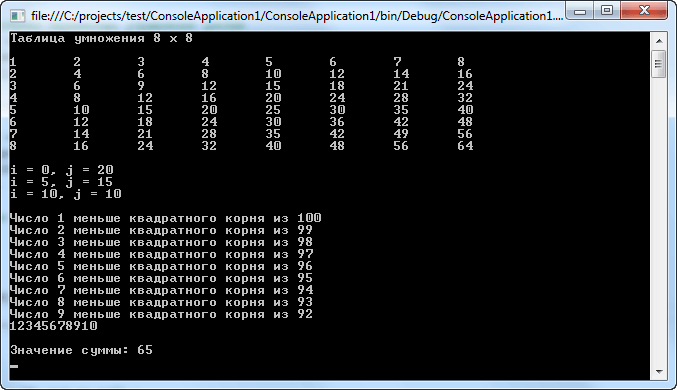 file:///C:/projects/test/ConsoleApplication1/ConsoleApplication1/bin/Debug/ConsoleApplication1....
Таблица умножения 8 x 8
1 2 3 4 5 6 7 8
2 4 6 8 10 12 14 16
3 6 9 12 15 18 21 24
4 8 12 16 20 24 28 32
5 10 15 20 25 30 35 40
6 12 18 24 30 36 42 48
7 14 21 28 35 42 49 56
8 16 24 32 40 48 56 64
i = 0, j = 20
i = 5, j = 15
i = 10, j = 10
Число 1 меньше квадратного корня из 100
Число 2 меньше квадратного корня из 99
Число 3 меньше квадратного корня из 98
Число 4 меньше квадратного корня из 97
Число 5 меньше квадратного корня из 96
Число 6 меньше квадратного корня из 95
Число 7 меньше квадратного корня из 94
Число 8 меньше квадратного корня из 93
Число 9 меньше квадратного корня из 92
12345678910
Значение суммы: 65